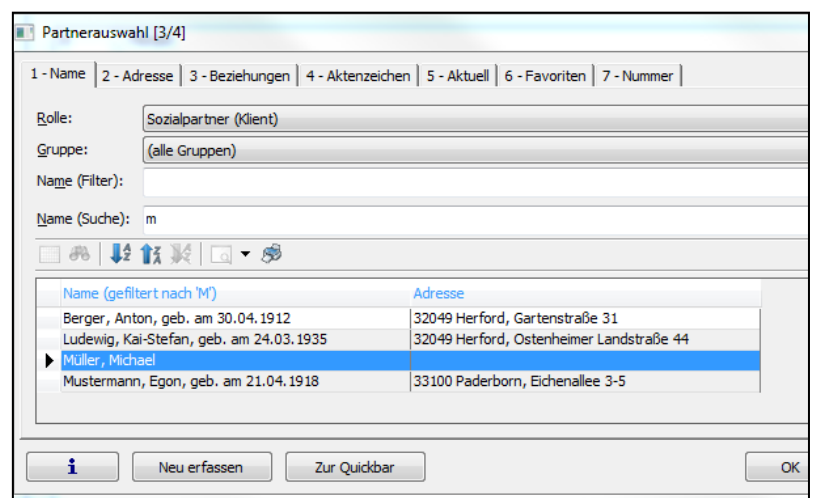 Partnerauswahl [3/4]
1 - Name 2 - Adresse 3 - Beziehungen 4 - Aktenzeichen 5 - Aktuell 6 - Favoriten 7 - Nummer
Rolle: Sozialpartner (Klient)
Gruppe: (alle Gruppen)
Name (Filter):
Name (Suche): m
Name (gefiltert nach 'M') Adresse
Berger, Anton, geb. am 30.04.1912 32049 Herford, Gartenstraße 31
Ludewig, Kai-Stefan, geb. am 24.03.1935 32049 Herford, Ostenheimer Landstraße 44
Müller, Michael
Mustermann, Egon, geb. am 21.04.1918 33100 Paderborn, Eichenallee 3-5
i Neu erfassen Zur Quickbar OK